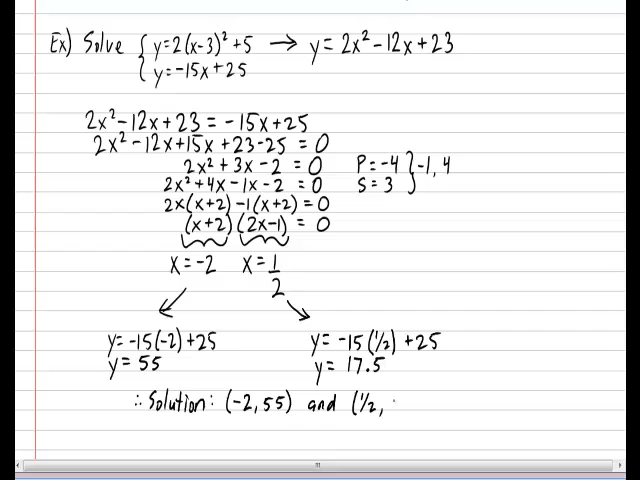 Ex) Solve { y=2(x-3)²+5 → y=2x²-12x+23
{ y=-15x+25
2x²-12x+23=-15x+25
2x²-12x+15x+23-25=0
2x²+3x-2=0 P=-4 } -1, 4
2x²+4x-1x-2=0 S=3
2x(x+2)-1(x+2)=0
(x+2)(2x-1)=0
x=-2 x=1/2
y=-15(-2)+25 y=-15(1/2)+25
y=55 y=17.5
∴ Solution: (-2,55) and (1/2,